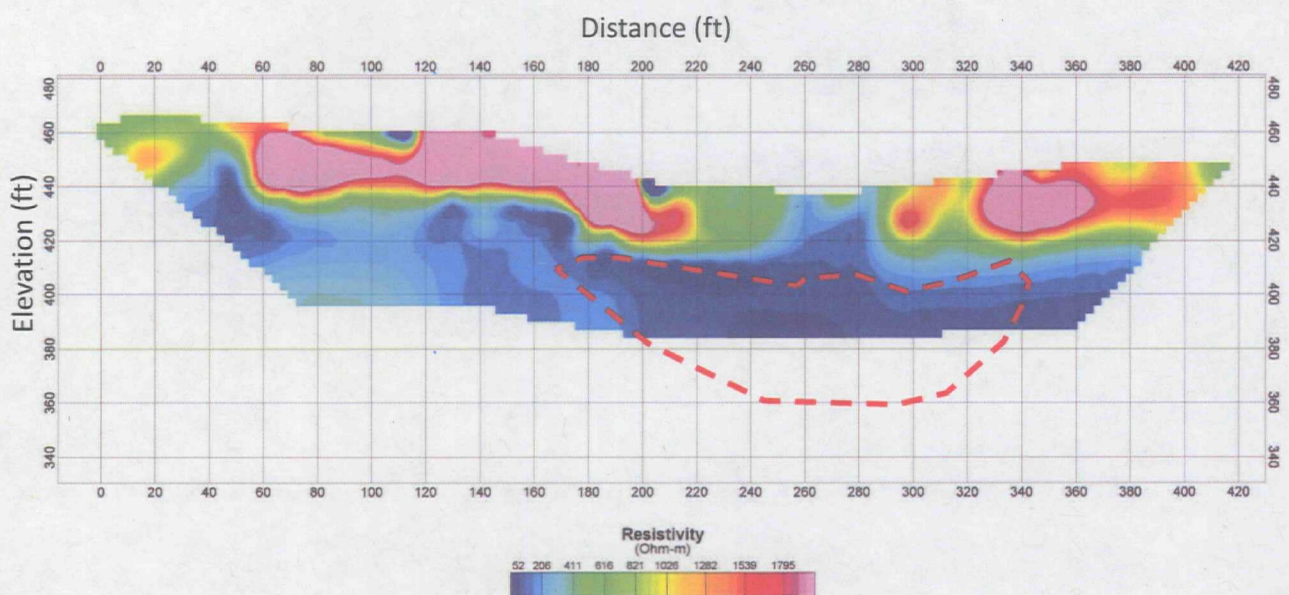 Distance (ft)
0 20 40 60 80 100 120 140 160 180 200 220 240 260 280 300 320 340 360 380 400 420
480 460 440 420 400 380 360 340
Elevation (ft)
480 460 440 420 400 380 360 340
0 20 40 60 80 100 120 140 160 180 200 220 240 260 280 300 320 340 360 380 400 420
Resistivity
(Ohm-m)
52 206 411 616 821 1026 1282 1539 1795